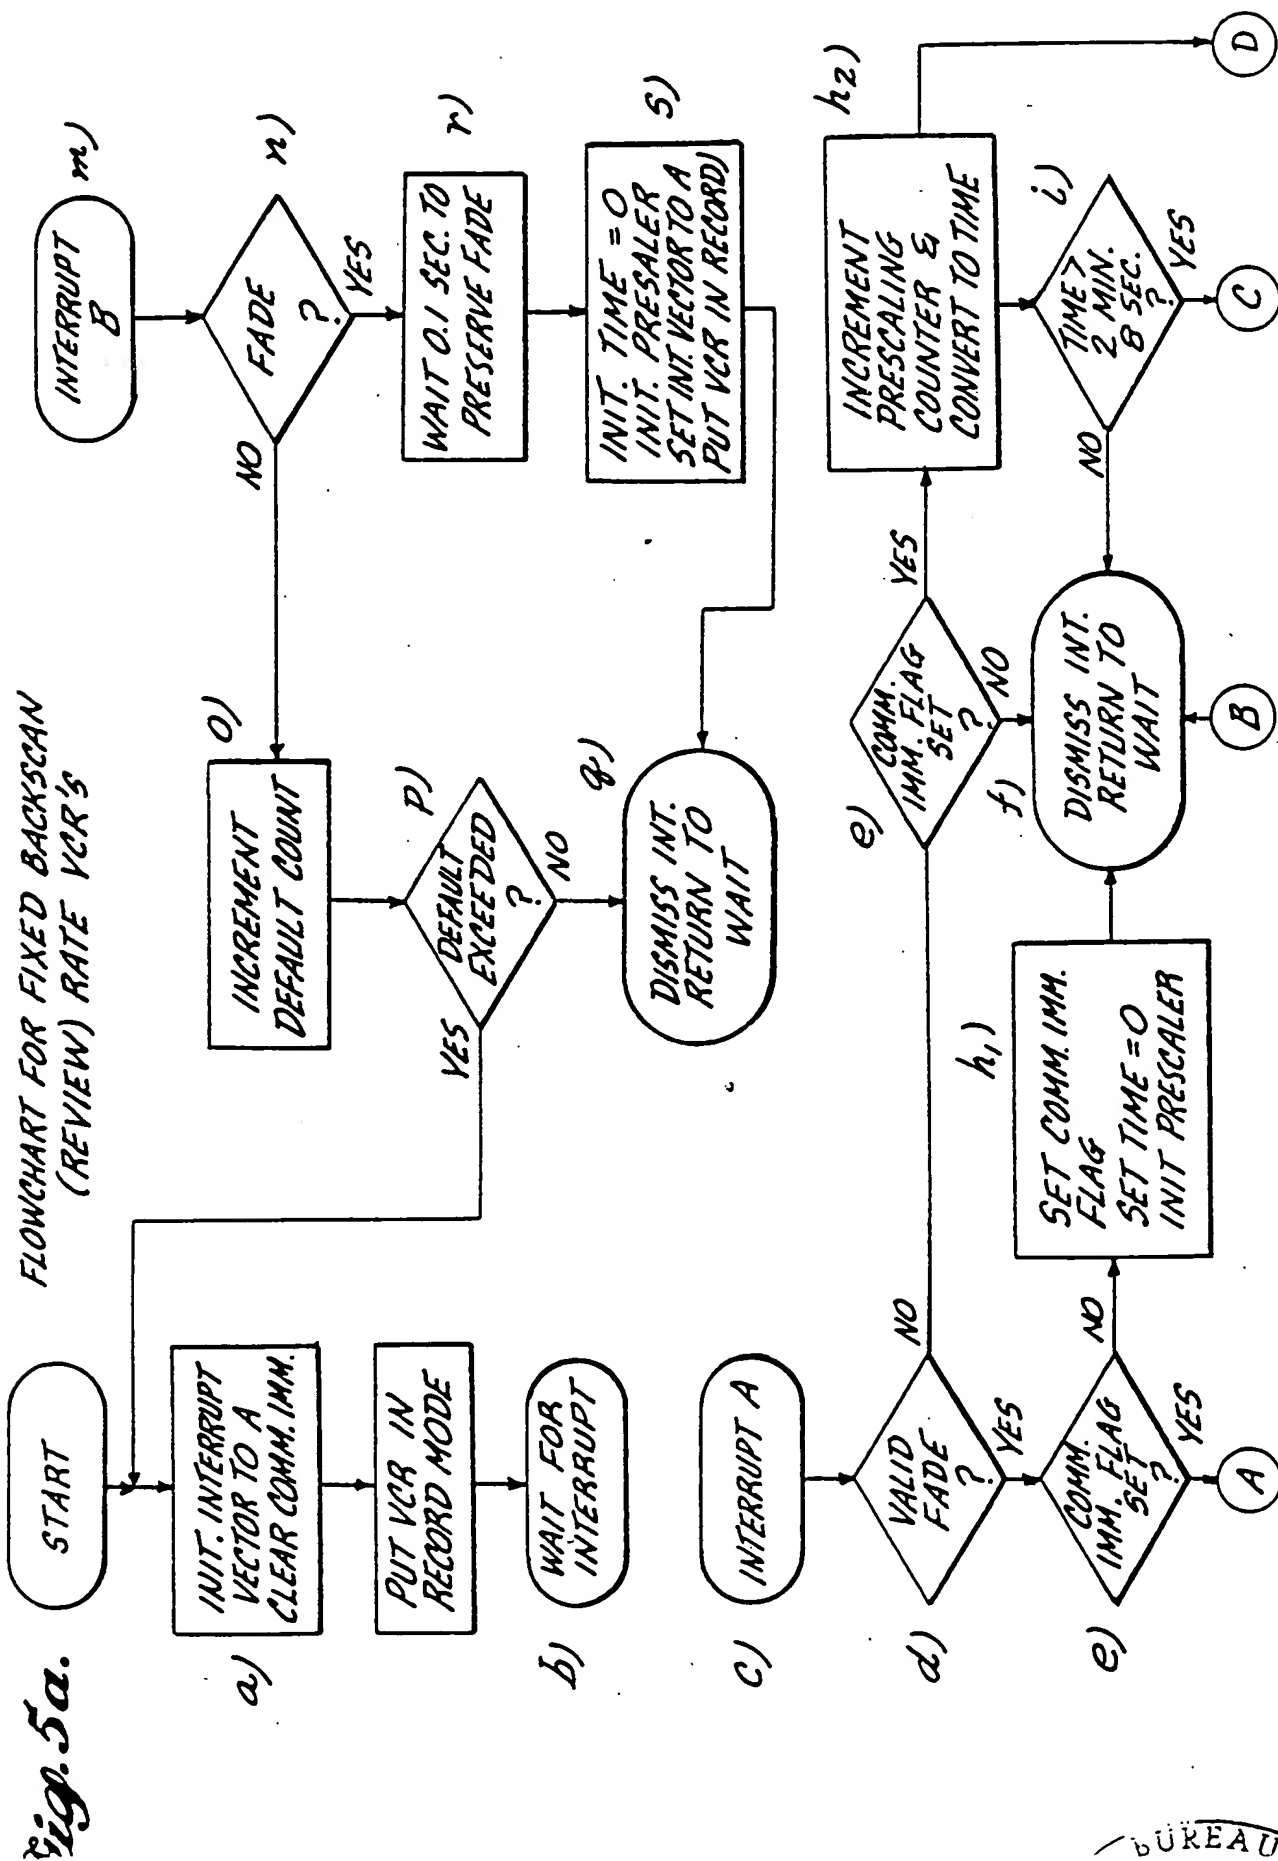 Fig. 5a.
FLOWCHART FOR FIXED BACKSCAN
(REVIEW) RATE VCR'S
START
a)
INIT. INTERRUPT
VECTOR TO A
CLEAR COMM. IMM.
PUT VCR IN
RECORD MODE
b)
WAIT FOR
INTERRUPT
INTERRUPT
B
m)
FADE
?
n)
NO
YES
o)
INCREMENT
DEFAULT COUNT
WAIT 0.1 SEC. TO
PRESERVE FADE
r)
p)
DEFAULT
EXCEEDED
?
YES
NO
INIT. TIME = 0
INIT. PRESALER
SET INT. VECTOR TO A
PUT VCR IN RECORD)
s)
q)
DISMISS INT.
RETURN TO
WAIT
c)
INTERRUPT A
d)
VALID
FADE
?
NO
YES
e)
COMM.
IMM. FLAG
SET
?
YES
NO
INCREMENT
PRESCALING
COUNTER &
CONVERT TO TIME
h2)
e)
COMM.
IMM. FLAG
SET
?
NO
YES
h,)
SET COMM. IMM.
FLAG
SET TIME = 0
INIT PRESCALER
f)
DISMISS INT.
RETURN TO
WAIT
i)
TIME >
2 MIN.
8 SEC.
?
NO
YES
A
B
C
D
BUREAU